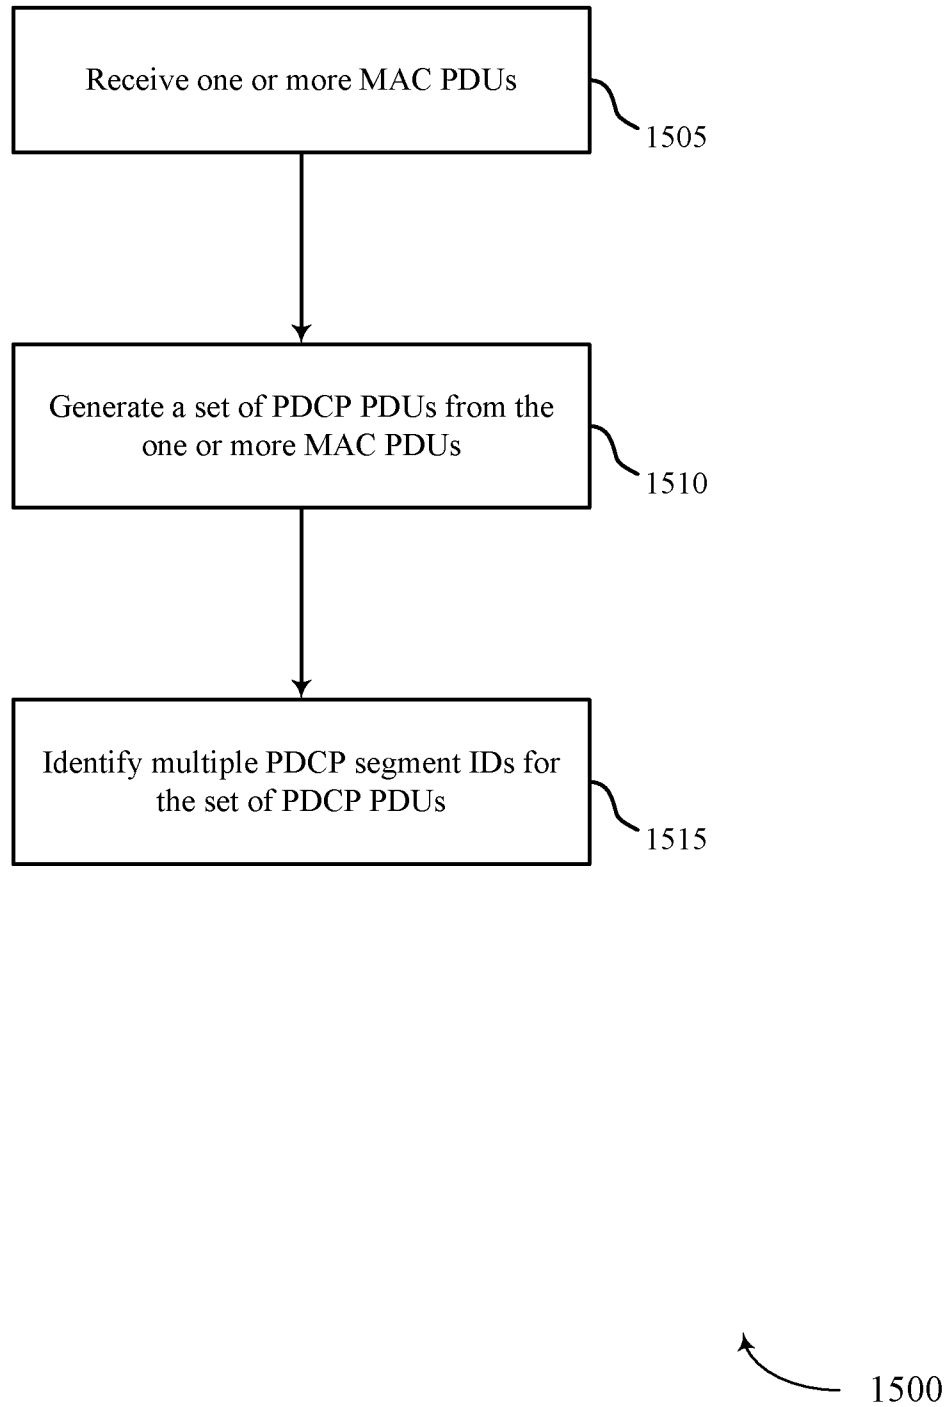 Receive one or more MAC PDUs
1505
Generate a set of PDCP PDUs from the
one or more MAC PDUs
1510
Identify multiple PDCP segment IDs for
the set of PDCP PDUs
1515
1500